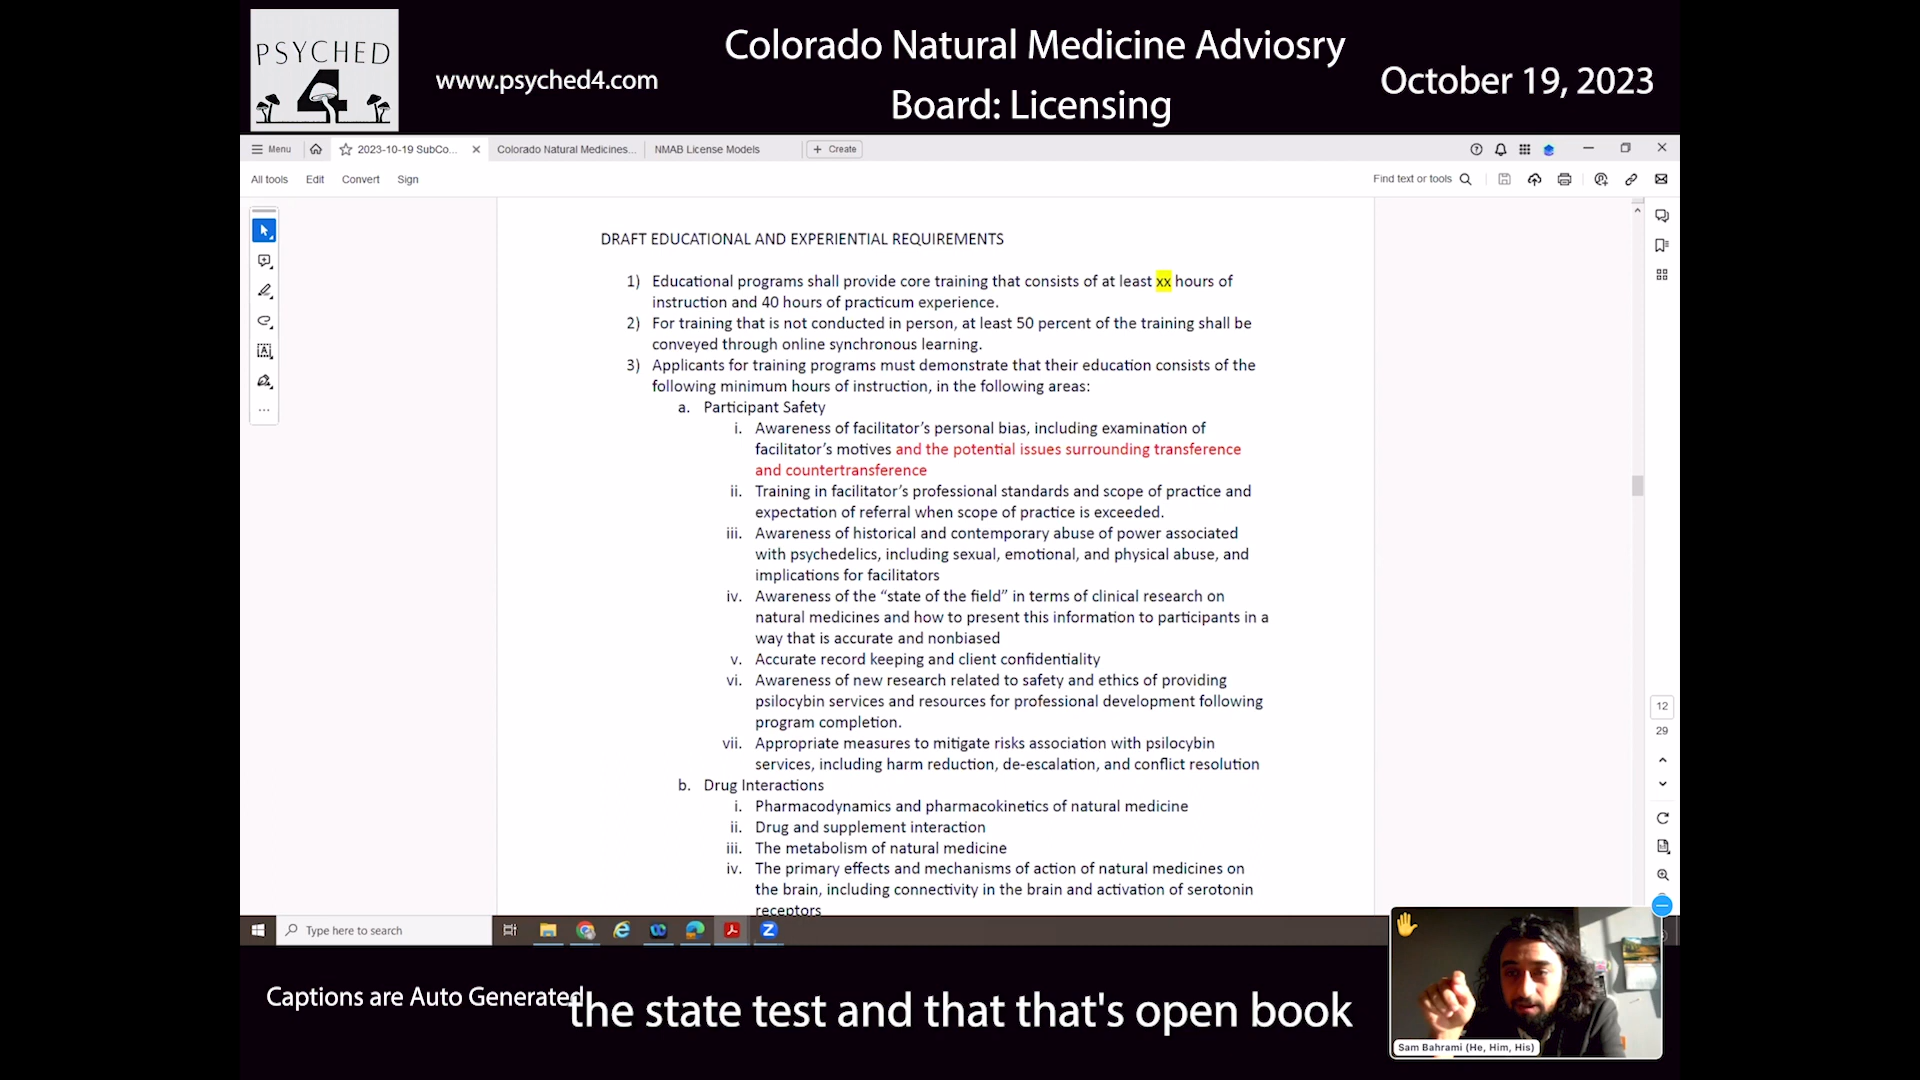 PSYCHED
4
www.psyched4.com
Colorado Natural Medicine Adviosry
Board: Licensing
October 19, 2023
Menu
2023-10-19 SubCo...
Colorado Natural Medicines...
NMAB License Models
Create
All tools
Edit
Convert
Sign
Find text or tools
DRAFT EDUCATIONAL AND EXPERIENTIAL REQUIREMENTS
1) Educational programs shall provide core training that consists of at least xx hours of
instruction and 40 hours of practicum experience.
2) For training that is not conducted in person, at least 50 percent of the training shall be
conveyed through online synchronous learning.
3) Applicants for training programs must demonstrate that their education consists of the
following minimum hours of instruction, in the following areas:
a. Participant Safety
i. Awareness of facilitator's personal bias, including examination of
facilitator's motives and the potential issues surrounding transference
and countertransference
ii. Training in facilitator's professional standards and scope of practice and
expectation of referral when scope of practice is exceeded.
iii. Awareness of historical and contemporary abuse of power associated
with psychedelics, including sexual, emotional, and physical abuse, and
implications for facilitators
iv. Awareness of the "state of the field" in terms of clinical research on
natural medicines and how to present this information to participants in a
way that is accurate and nonbiased
v. Accurate record keeping and client confidentiality
vi. Awareness of new research related to safety and ethics of providing
psilocybin services and resources for professional development following
program completion.
vii. Appropriate measures to mitigate risks association with psilocybin
services, including harm reduction, de-escalation, and conflict resolution
b. Drug Interactions
i. Pharmacodynamics and pharmacokinetics of natural medicine
ii. Drug and supplement interaction
iii. The metabolism of natural medicine
iv. The primary effects and mechanisms of action of natural medicines on
the brain, including connectivity in the brain and activation of serotonin
receptors
12
29
Type here to search
Captions are Auto Generated
the state test and that that's open book
Sam Bahrami (He, Him, His)